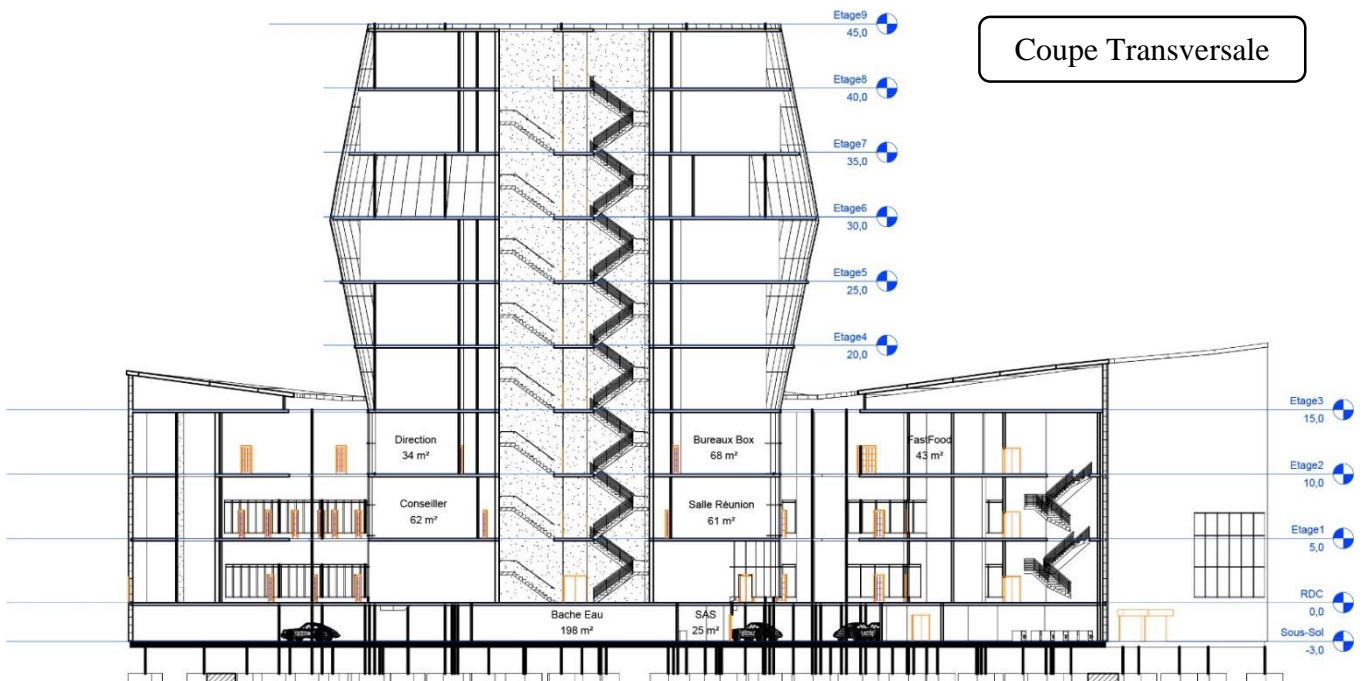 Coupe Transversale
Etage9
45,0
Etage8
40,0
Etage7
35,0
Etage6
30,0
Etage5
25,0
Etage4
20,0
Etage3
15,0
Direction
34 m²
Bureaux Box
68 m²
FastFood
43 m²
Etage2
10,0
Conseiller
62 m²
Salle Réunion
61 m²
Etage1
5,0
RDC
0,0
Bache Eau
198 m²
SAS
25 m²
Sous-Sol
-3,0